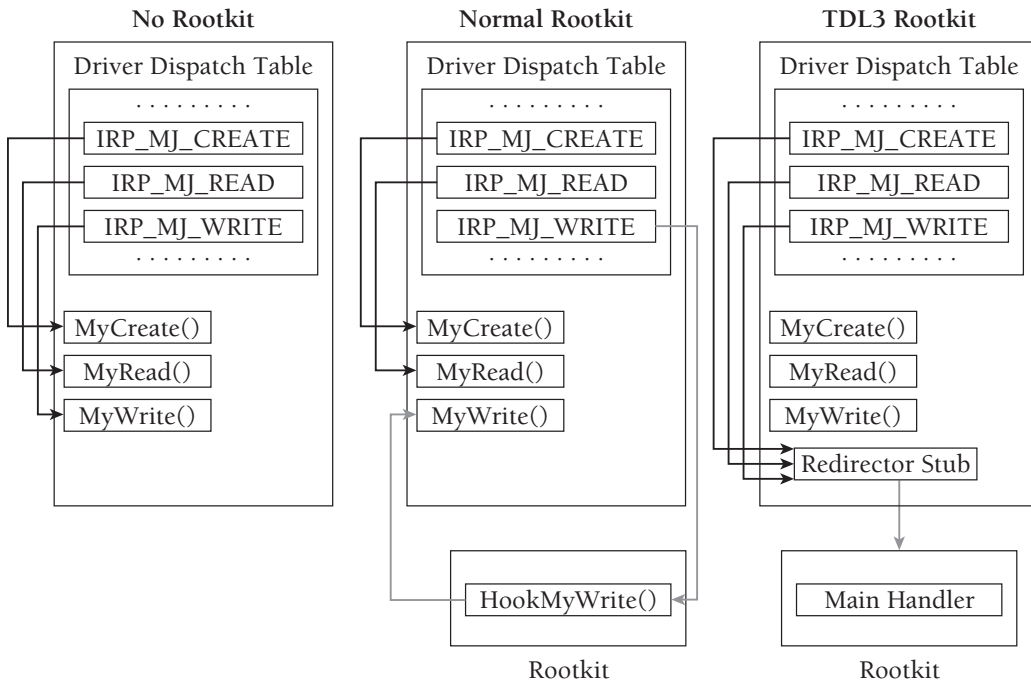 No Rootkit
Driver Dispatch Table
. . . . . . . . .
IRP_MJ_CREATE
IRP_MJ_READ
IRP_MJ_WRITE
. . . . . . . . .
MyCreate()
MyRead()
MyWrite()
Normal Rootkit
Driver Dispatch Table
. . . . . . . . .
IRP_MJ_CREATE
IRP_MJ_READ
IRP_MJ_WRITE
. . . . . . . . .
MyCreate()
MyRead()
MyWrite()
HookMyWrite()
Rootkit
TDL3 Rootkit
Driver Dispatch Table
. . . . . . . . .
IRP_MJ_CREATE
IRP_MJ_READ
IRP_MJ_WRITE
. . . . . . . . .
MyCreate()
MyRead()
MyWrite()
Redirector Stub
Main Handler
Rootkit